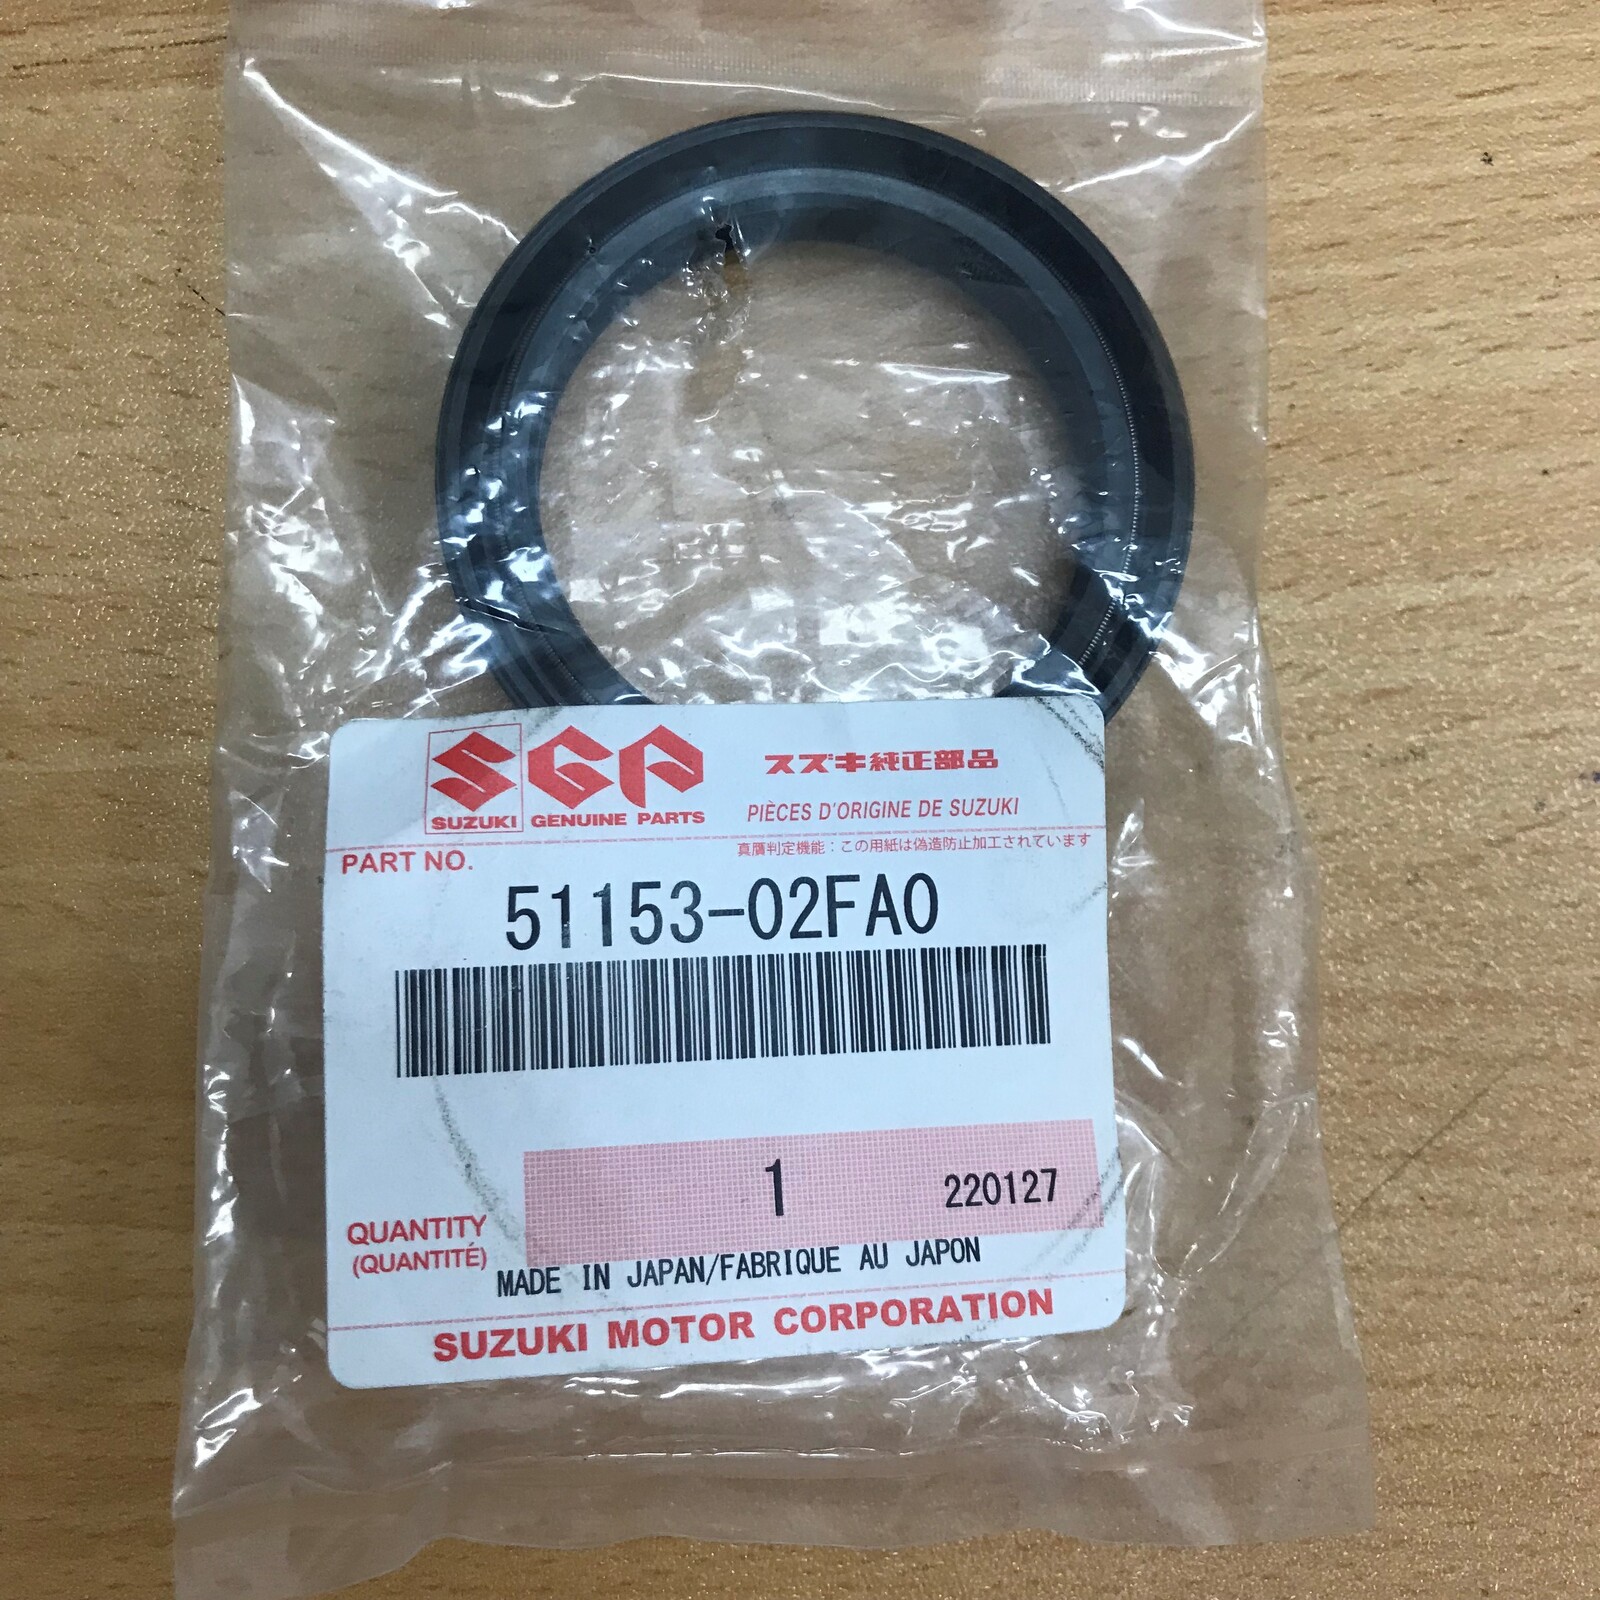 SGP
スズキ純正部品
SUZUKI GENUINE PARTS
PIÈCES D'ORIGINE DE SUZUKI
PART NO.
真贋判定機能：この用紙は偽造防止加工されています
51153-02FA0
1
220127
QUANTITY
(QUANTITÉ)
MADE IN JAPAN/FABRIQUE AU JAPON
SUZUKI MOTOR CORPORATION